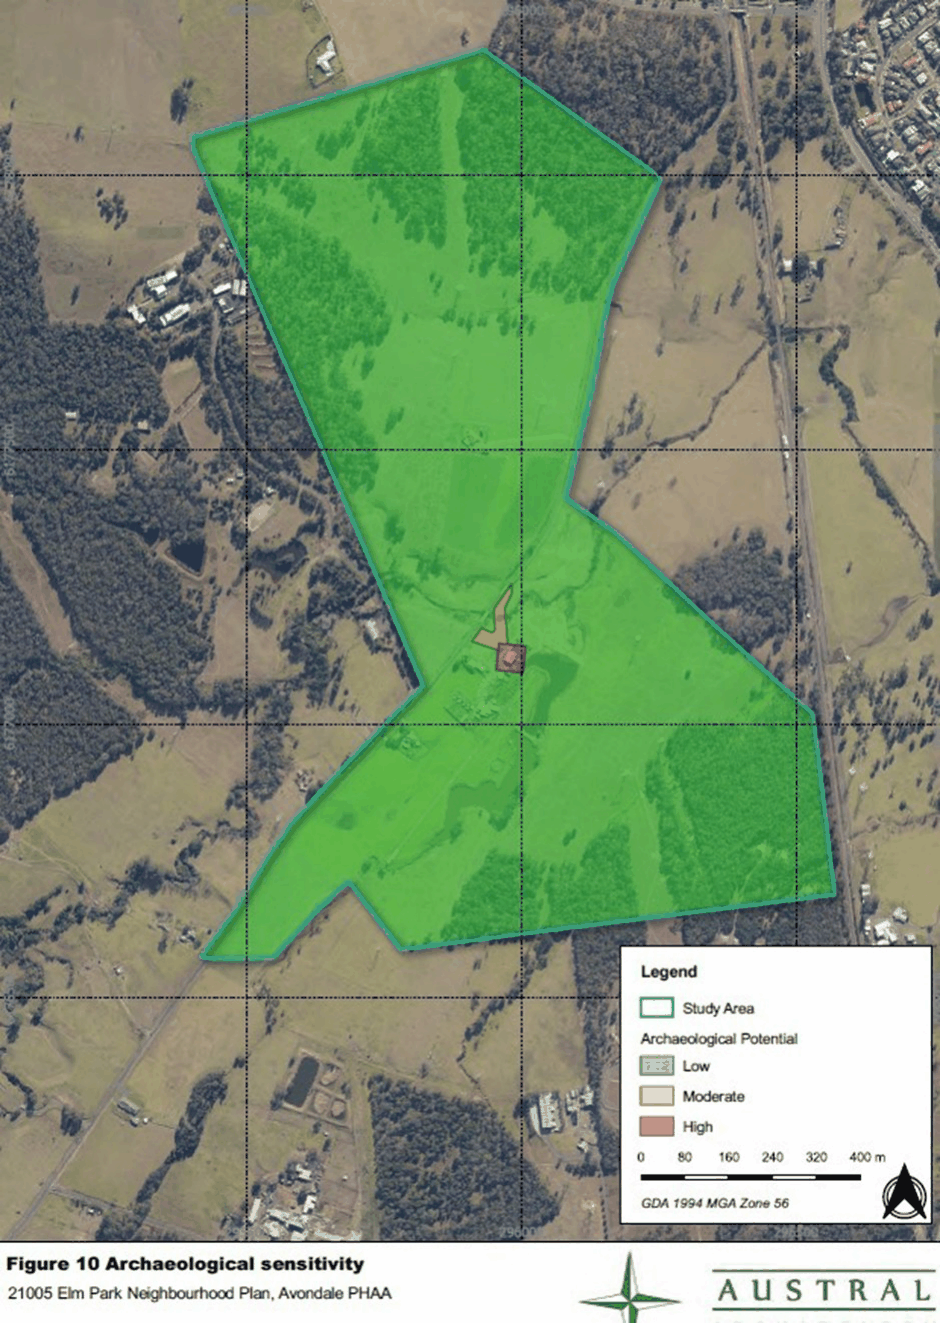 Legend
Study Area
Archaeological Potential
Low
Moderate
High
0 80 160 240 320 400 m
GDA 1994 MGA Zone 56
Figure 10 Archaeological sensitivity
21005 Elm Park Neighbourhood Plan, Avondale PHAA
AUSTRAL